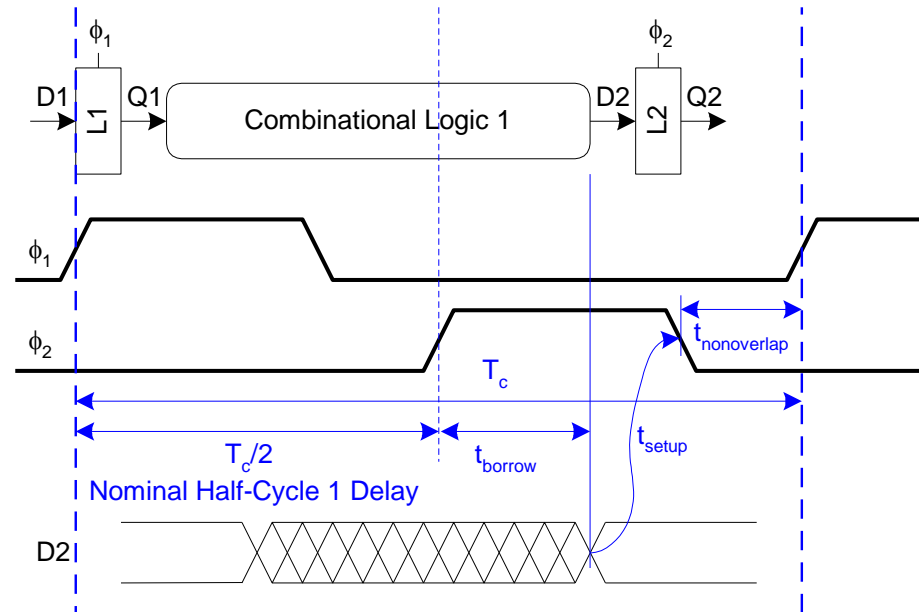 ϕ1 ϕ2
D1 L1 Q1 Combinational Logic 1 D2 L2 Q2
ϕ1
ϕ2
tnonoverlap
Tc
Tc/2 tborrow tsetup
Nominal Half-Cycle 1 Delay
D2